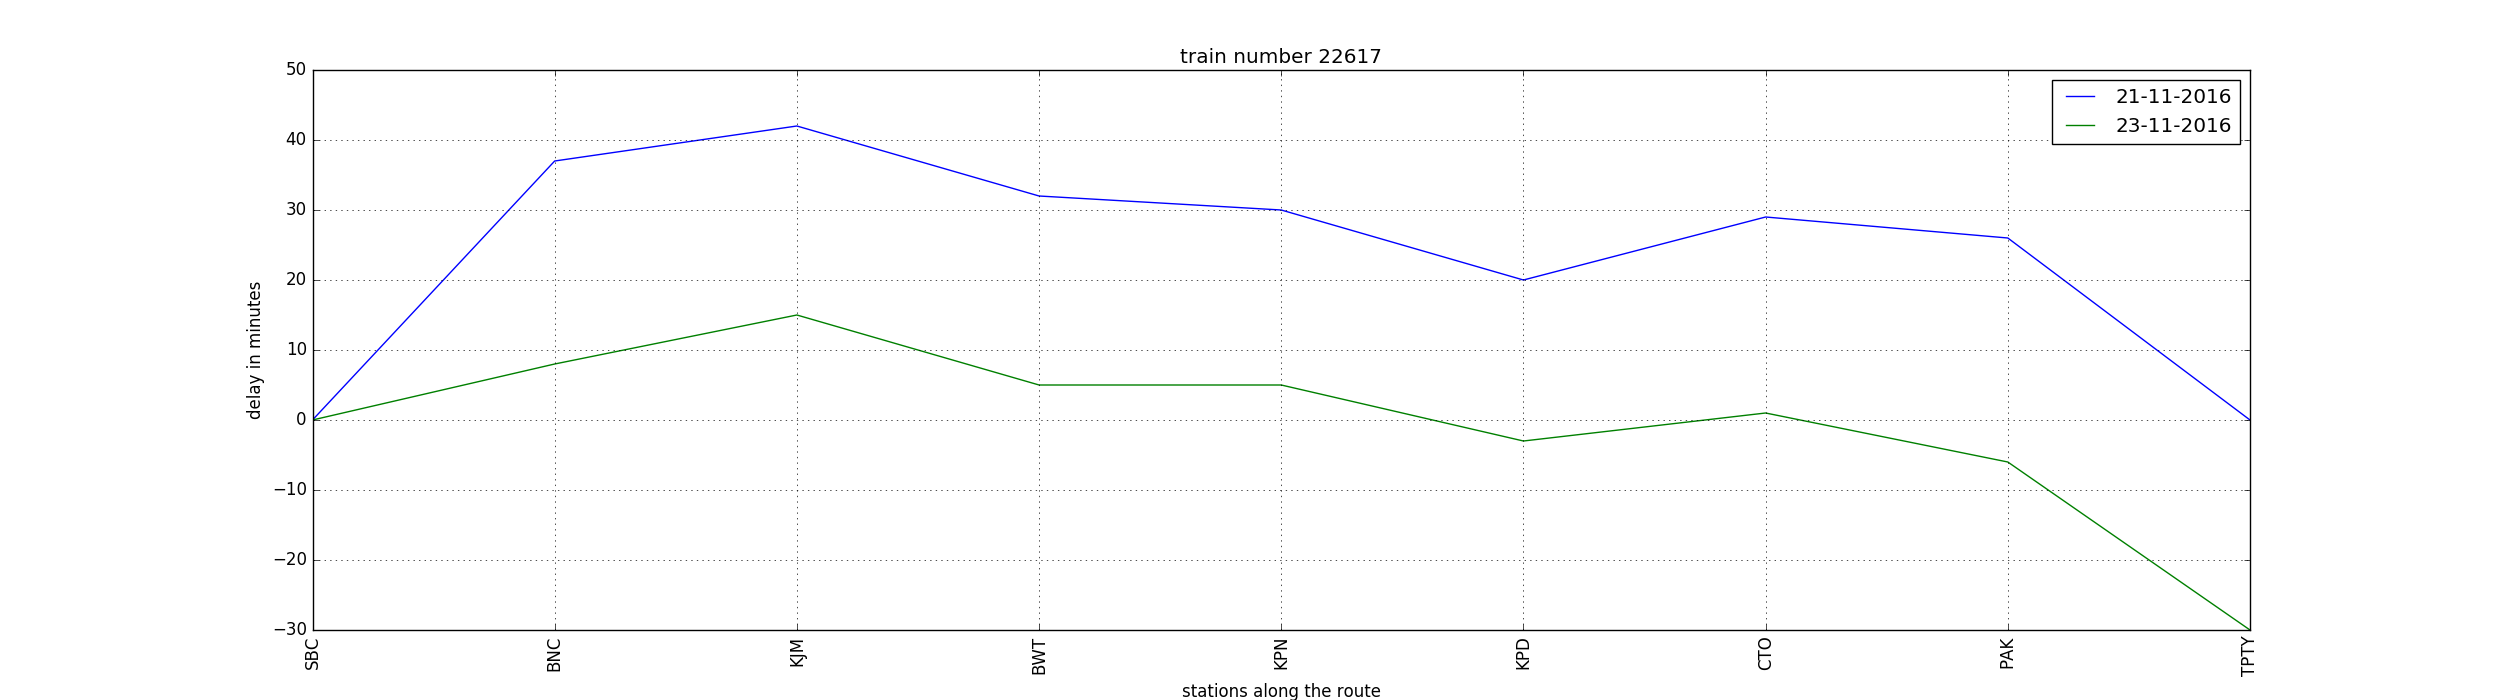 train number 22617
50
40
30
20
10
0
−10
−20
−30
delay in minutes
21-11-2016
23-11-2016
SBC
BNC
KJM
BWT
KPN
KPD
CTO
PAK
TPTY
stations along the route